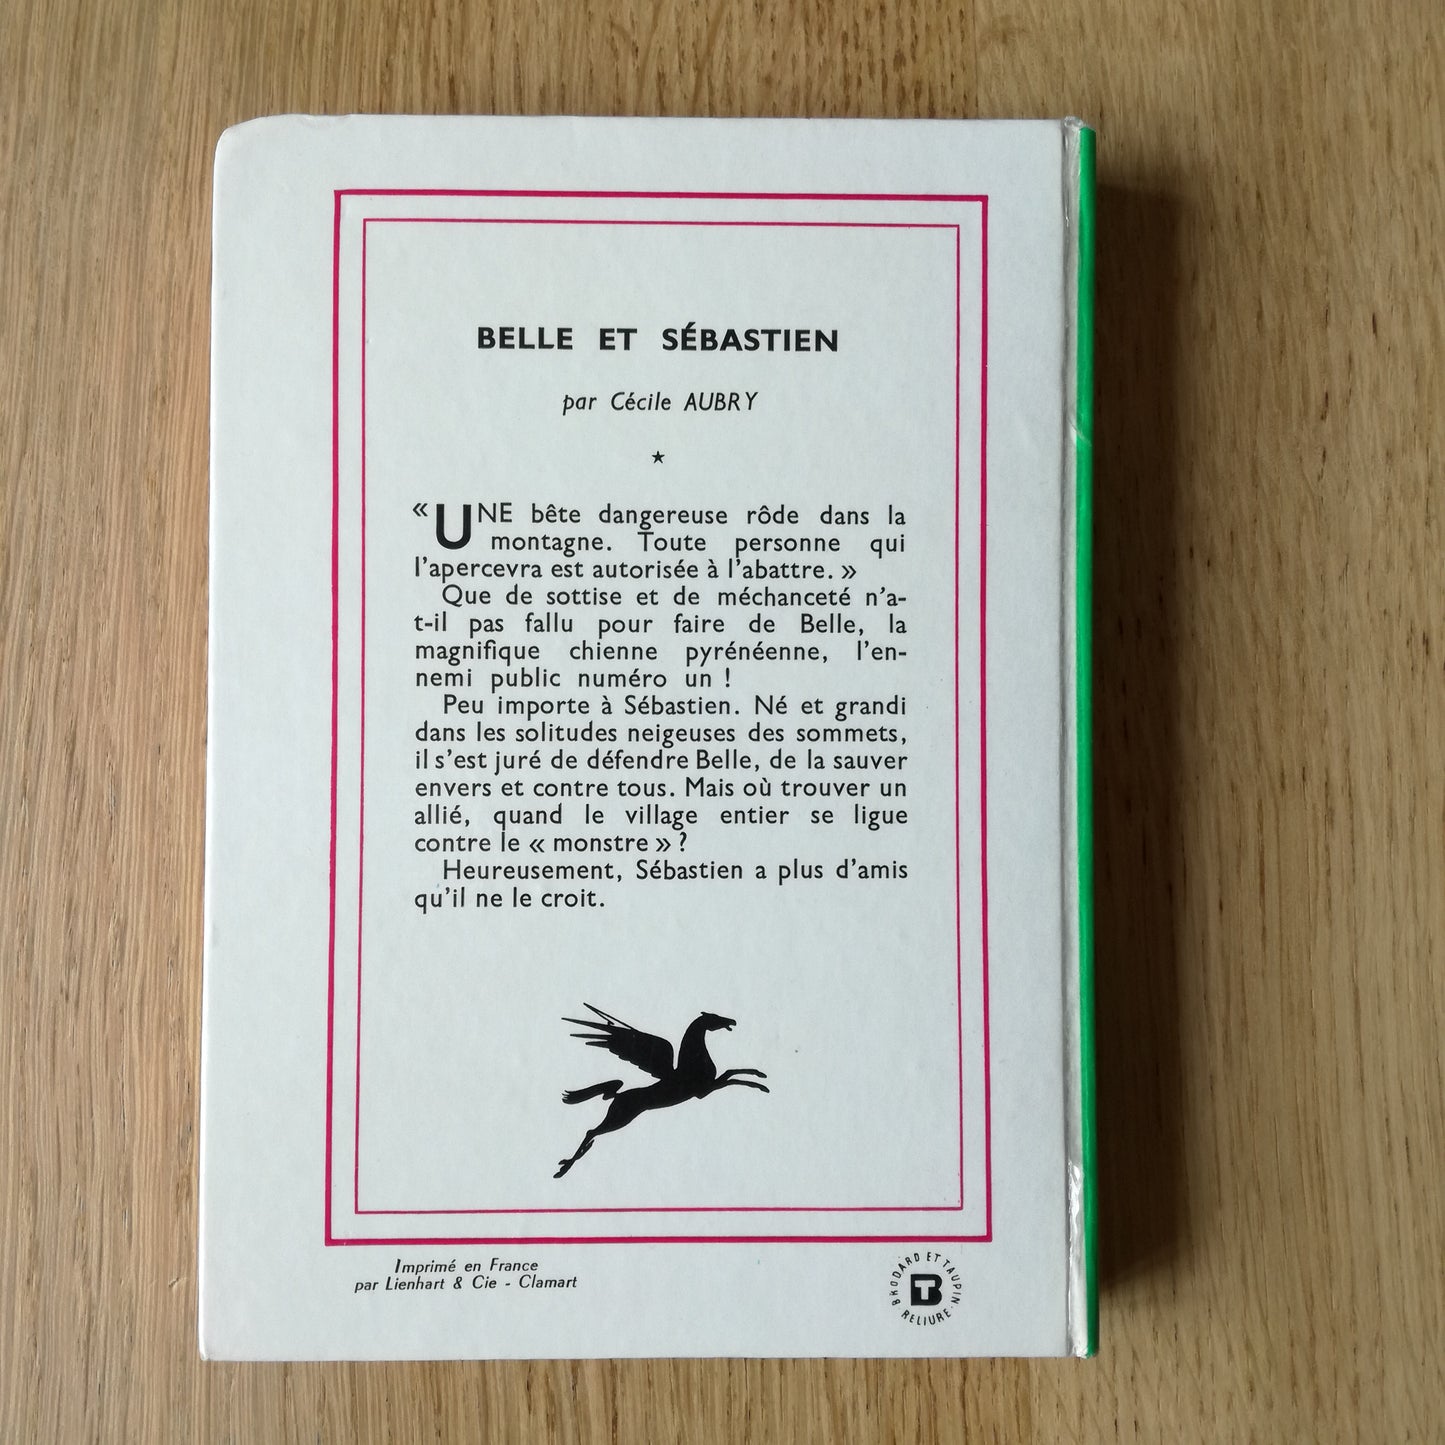 BELLE ET SÉBASTIEN
par Cécile AUBRY
★
« UNE bête dangereuse rôde dans la
montagne. Toute personne qui
l'apercevra est autorisée à l'abattre. »
Que de sottise et de méchanceté n'a-
t-il pas fallu pour faire de Belle, la
magnifique chienne pyrénéenne, l'en-
nemi public numéro un !
Peu importe à Sébastien. Né et grandi
dans les solitudes neigeuses des sommets,
il s'est juré de défendre Belle, de la sauver
envers et contre tous. Mais où trouver un
allié, quand le village entier se ligue
contre le « monstre » ?
Heureusement, Sébastien a plus d'amis
qu'il ne le croit.
Imprimé en France
par Lienhart & Cie - Clamart
BRODARD ET TAUPIN
BT
RELIURE